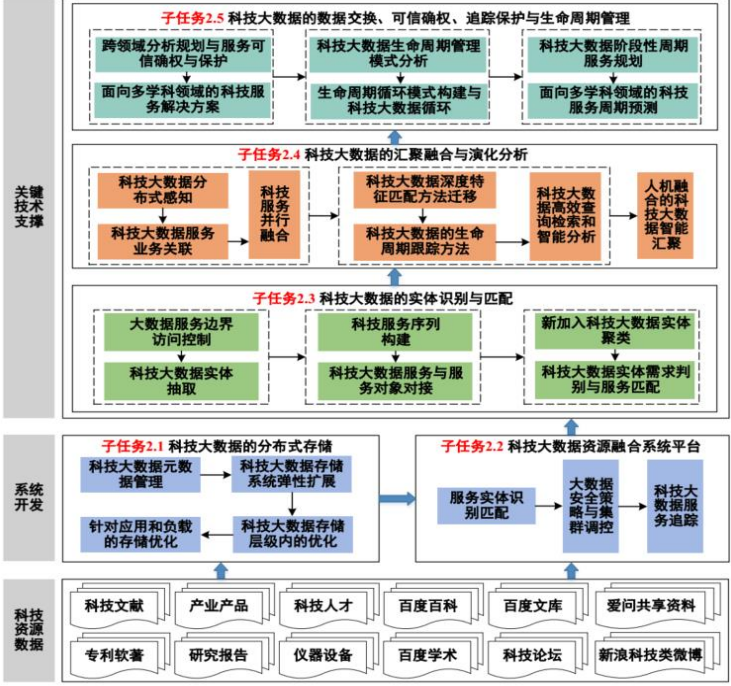 子任务2.5 科技大数据的数据交换、可信确权、追踪保护与生命周期管理
跨领域分析规划与服务可
信确权与保护
面向多学科领域的科技服
务解决方案
科技大数据生命周期管理
模式分析
生命周期循环模式构建与
科技大数据循环
科技大数据阶段性周期
服务规划
面向多学科领域的科技
服务周期预测
关键
技术
支撑
子任务2.4 科技大数据的汇聚融合与演化分析
科技大数据分
布式感知
科技大数据服务
业务关联
科技
服务
并行
融合
科技大数据深度特
征匹配方法迁移
科技大数据的生命
周期跟踪方法
科技大数
据高效查
询检索和
智能分析
人机融
合的科
技大数
据智能
汇聚
子任务2.3 科技大数据的实体识别与匹配
大数据服务边界
访问控制
科技大数据实体
抽取
科技服务序列
构建
科技大数据服务与服
务对象对接
新加入科技大数据实体
聚类
科技大数据实体需求判
别与服务匹配
系统
开发
子任务2.1 科技大数据的分布式存储
科技大数据元数
据管理
科技大数据存储
系统弹性扩展
针对应用和负载
的存储优化
科技大数据存储
层级内的优化
子任务2.2 科技大数据资源融合系统平台
服务实体识
别匹配
大数据
安全策
略与集
群调控
科技大
数据服
务追踪
科技
资源
数据
科技文献
产业产品
科技人才
百度百科
百度文库
爱问共享资料
专利软著
研究报告
仪器设备
百度学术
科技论坛
新浪科技类微博